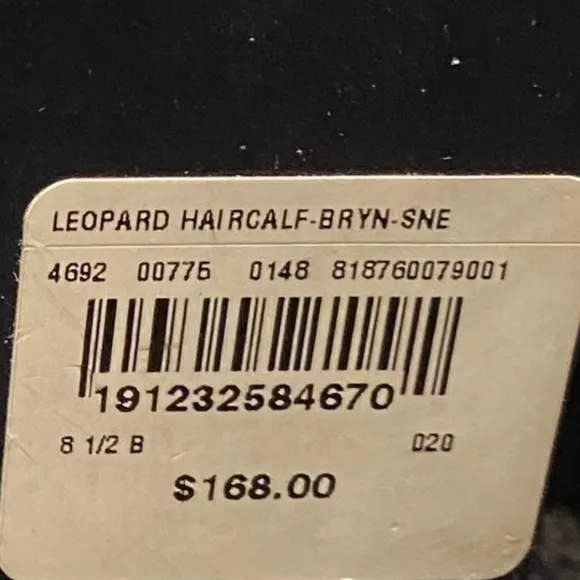 LEOPARD HAIRCALF-BRYN-SNE
4692 00775 0148 818760079001
191232584670
8 1/2 B 020
$168.00